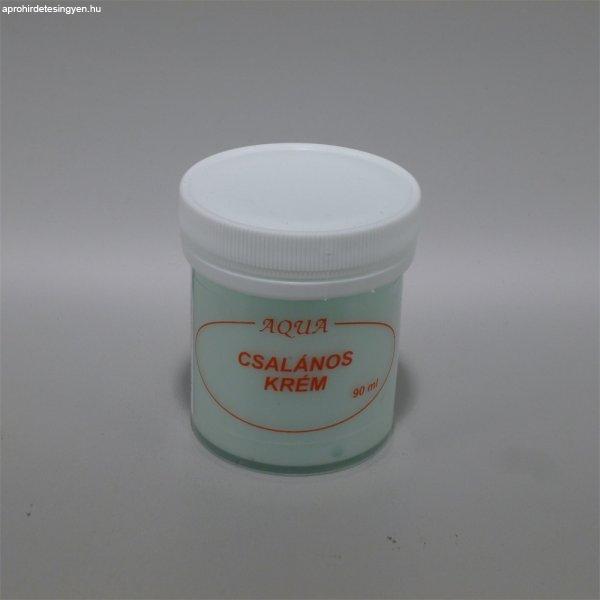 aprohirdetesingyen.hu
AQUA
CSALÁNOS
KRÉM
90 ml